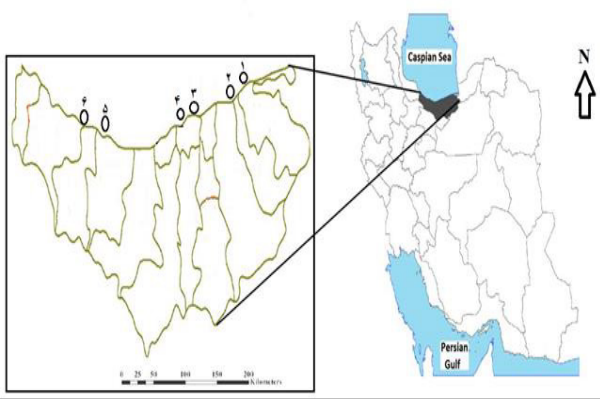 ۶ ۵ ۴ ۳ ۲ ۱
Caspian Sea
N
Persian
Gulf
0 25 50 100 150 200
Kilometers